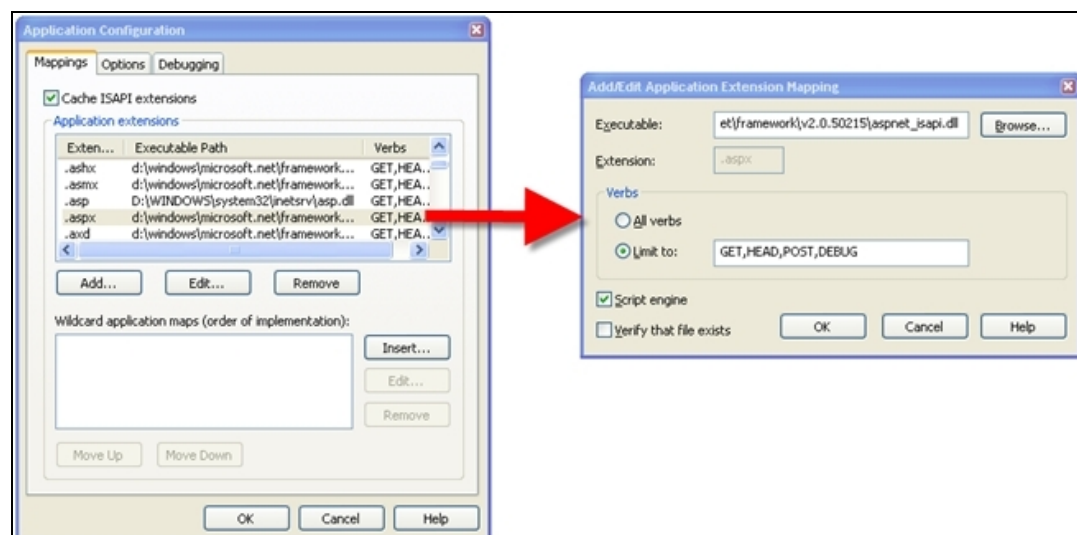 Application Configuration
Mappings Options Debugging
Cache ISAPI extensions
Application extensions
Exten... Executable Path Verbs
.ashx d:\windows\microsoft.net\framework... GET,HEA...
.asmx d:\windows\microsoft.net\framework... GET,HEA...
.asp D:\WINDOWS\system32\inetsrv\asp.dll GET,HEA...
.aspx d:\windows\microsoft.net\framework... GET,HEA...
.axd d:\windows\microsoft.net\framework... GET,HEA...
Add... Edit... Remove
Wildcard application maps (order of implementation):
Insert...
Edit...
Remove
Move Up Move Down
OK Cancel Help
Add/Edit Application Extension Mapping
Executable: et\framework\v2.0.50215\aspnet_isapi.dll Browse...
Extension: .aspx
Verbs
All verbs
Limit to: GET,HEAD,POST,DEBUG
Script engine
Verify that file exists OK Cancel Help